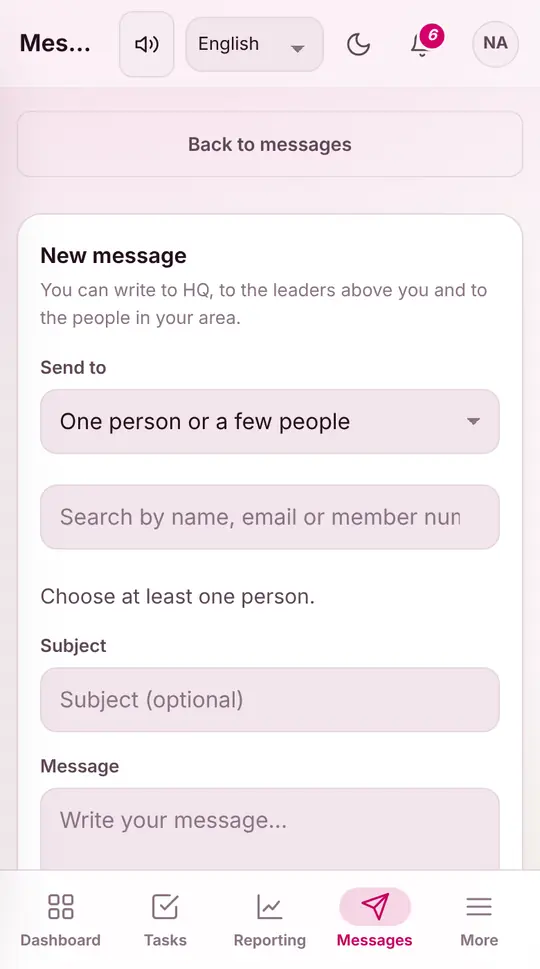 Mes...
English
6
NA
Back to messages
New message
You can write to HQ, to the leaders above you and to
the people in your area.
Send to
One person or a few people
Search by name, email or member num
Choose at least one person.
Subject
Subject (optional)
Message
Write your message...
Dashboard
Tasks
Reporting
Messages
More